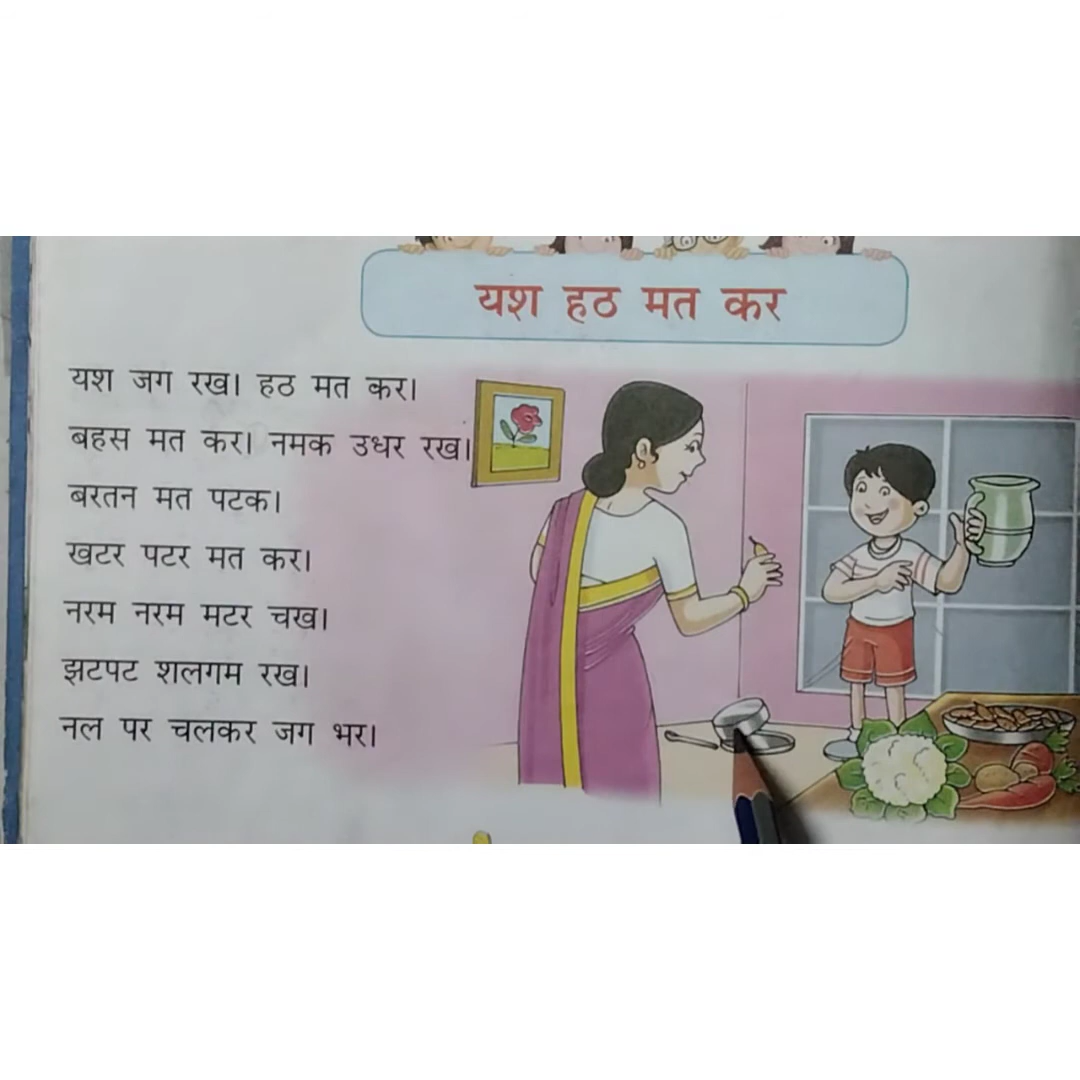 यश हठ मत कर
यश जग रख। हठ मत कर।
बहस मत कर। नमक उधर रख।
बरतन मत पटक।
खटर पटर मत कर।
नरम नरम मटर चख।
झटपट शलगम रख।
नल पर चलकर जग भर।